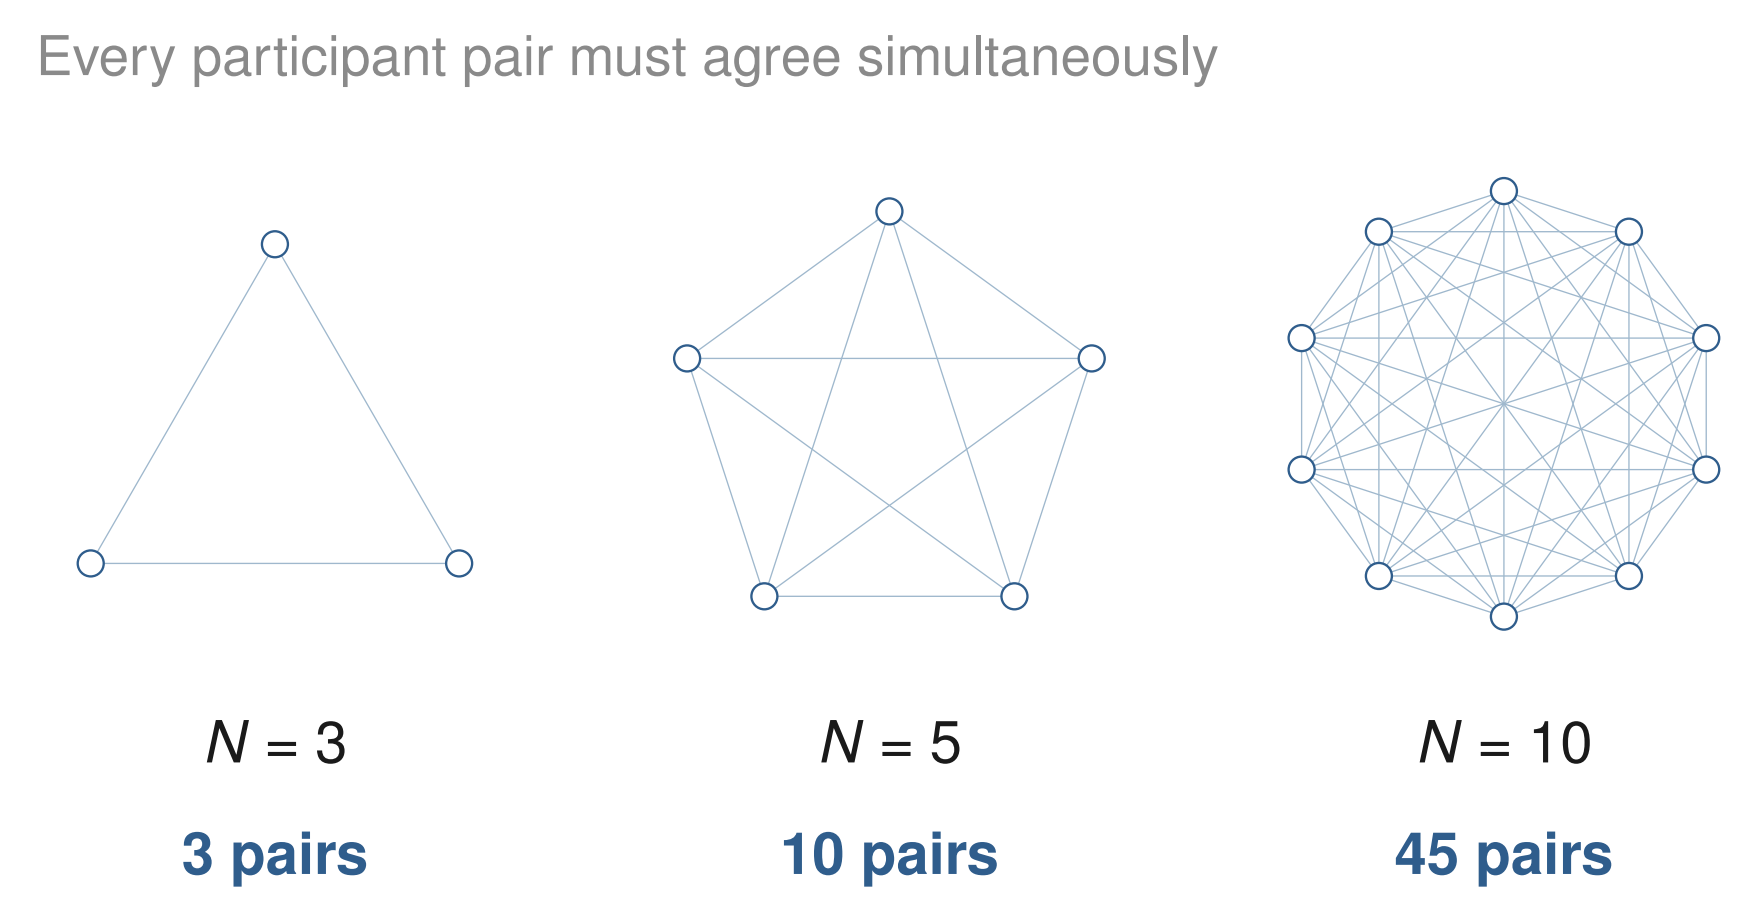 Every participant pair must agree simultaneously
N = 3
N = 5
N = 10
3 pairs
10 pairs
45 pairs